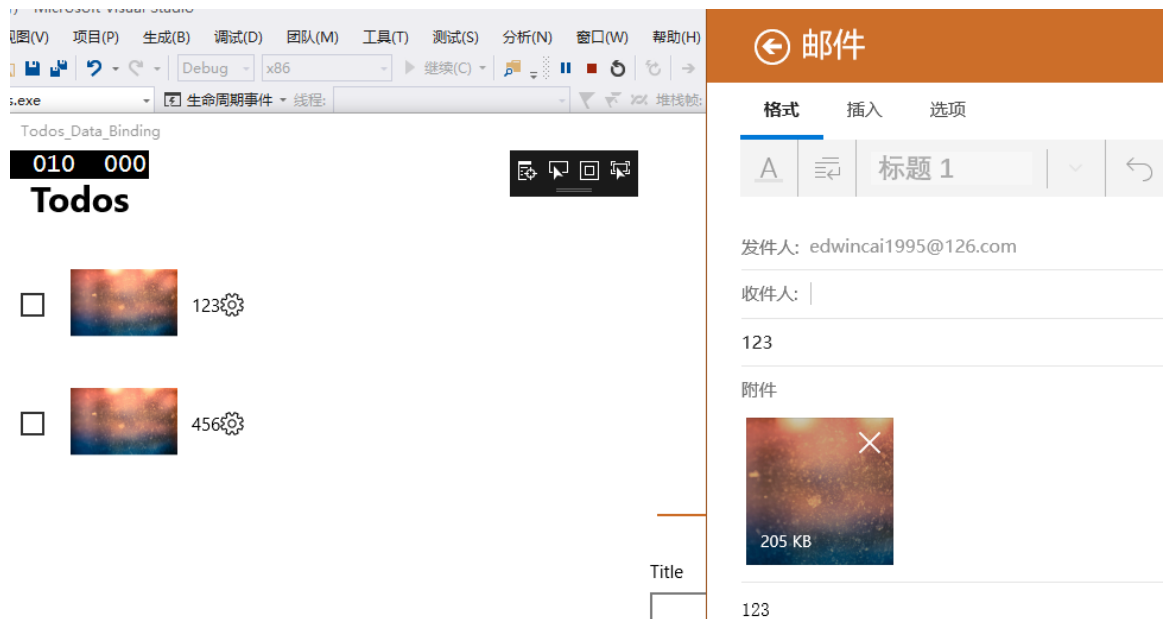 Microsoft Visual Studio
视图(V) 项目(P) 生成(B) 调试(D) 团队(M) 工具(T) 测试(S) 分析(N) 窗口(W) 帮助(H)
Debug x86 继续(C)
s.exe 生命周期事件 线程: 堆栈帧:
Todos_Data_Binding
010 000
Todos
123
456
Title
邮件
格式 插入 选项
A 标题 1
发件人: edwincai1995@126.com
收件人:
123
附件
205 KB
123